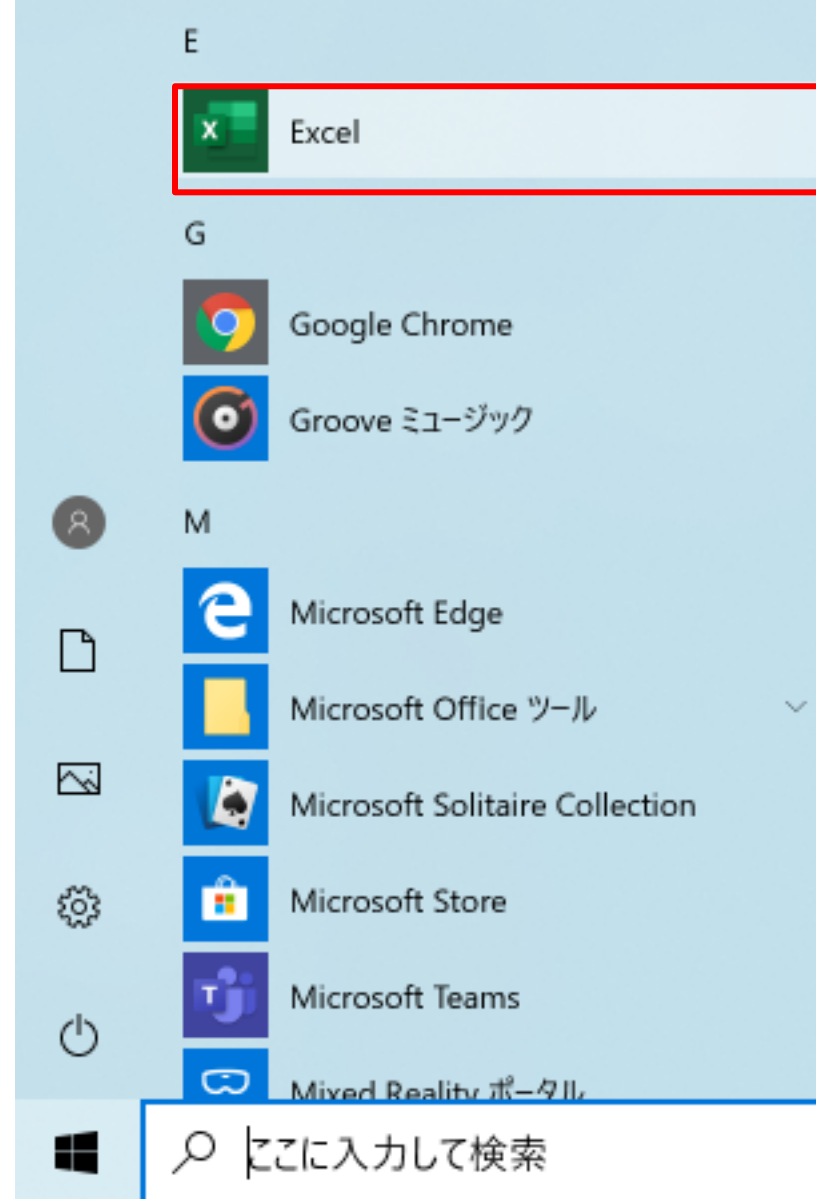 E
Excel
G
Google Chrome
Groove ミュージック
M
Microsoft Edge
Microsoft Office ツール
Microsoft Solitaire Collection
Microsoft Store
Microsoft Teams
Mixed Reality ポータル
ここに入力して検索